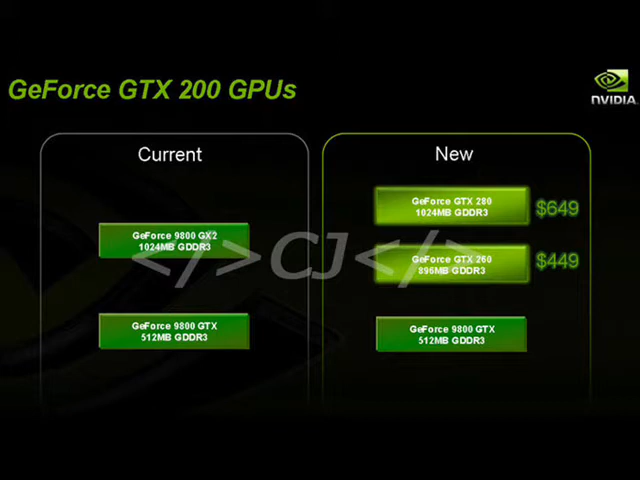 GeForce GTX 200 GPUs
NVIDIA.
Current
New
GeForce 9800 GX2
1024MB GDDR3
GeForce 9800 GTX
512MB GDDR3
GeForce GTX 280
1024MB GDDR3
$649
GeForce GTX 260
896MB GDDR3
$449
GeForce 9800 GTX
512MB GDDR3
</>CJ</>